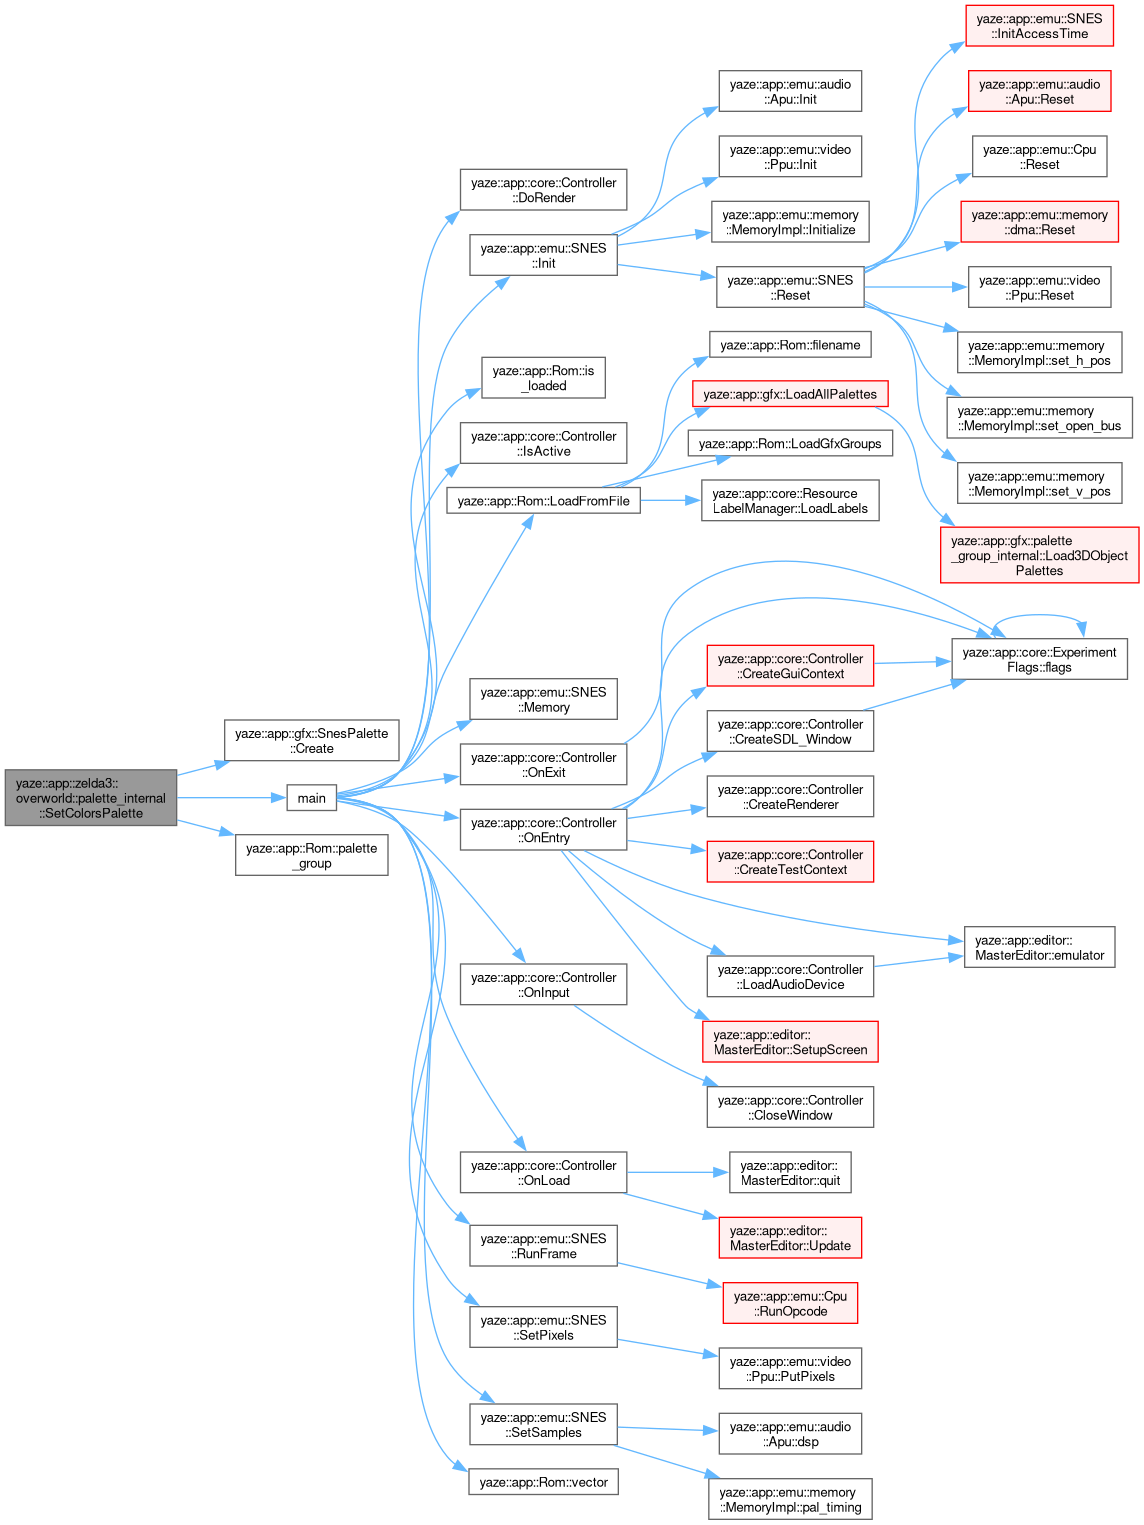 yaze::app::zelda3::
overworld::palette_internal
::SetColorsPalette
yaze::app::gfx::SnesPalette
::Create
main
yaze::app::Rom::palette
_group
yaze::app::core::Controller
::DoRender
yaze::app::emu::SNES
::Init
yaze::app::Rom::is
_loaded
yaze::app::core::Controller
::IsActive
yaze::app::Rom::LoadFromFile
yaze::app::emu::SNES
::Memory
yaze::app::core::Controller
::OnExit
yaze::app::core::Controller
::OnEntry
yaze::app::core::Controller
::OnInput
yaze::app::core::Controller
::OnLoad
yaze::app::emu::SNES
::RunFrame
yaze::app::emu::SNES
::SetPixels
yaze::app::emu::SNES
::SetSamples
yaze::app::Rom::vector
yaze::app::emu::audio
::Apu::Init
yaze::app::emu::video
::Ppu::Init
yaze::app::emu::memory
::MemoryImpl::Initialize
yaze::app::emu::SNES
::Reset
yaze::app::Rom::filename
yaze::app::gfx::LoadAllPalettes
yaze::app::Rom::LoadGfxGroups
yaze::app::core::Resource
LabelManager::LoadLabels
yaze::app::core::Controller
::CreateGuiContext
yaze::app::core::Controller
::CreateSDL_Window
yaze::app::core::Controller
::CreateRenderer
yaze::app::core::Controller
::CreateTestContext
yaze::app::core::Controller
::LoadAudioDevice
yaze::app::editor::
MasterEditor::SetupScreen
yaze::app::core::Controller
::CloseWindow
yaze::app::editor::
MasterEditor::quit
yaze::app::editor::
MasterEditor::Update
yaze::app::emu::Cpu
::RunOpcode
yaze::app::emu::video
::Ppu::PutPixels
yaze::app::emu::audio
::Apu::dsp
yaze::app::emu::memory
::MemoryImpl::pal_timing
yaze::app::emu::SNES
::InitAccessTime
yaze::app::emu::audio
::Apu::Reset
yaze::app::emu::Cpu
::Reset
yaze::app::emu::memory
::dma::Reset
yaze::app::emu::video
::Ppu::Reset
yaze::app::emu::memory
::MemoryImpl::set_h_pos
yaze::app::emu::memory
::MemoryImpl::set_open_bus
yaze::app::emu::memory
::MemoryImpl::set_v_pos
yaze::app::gfx::palette
_group_internal::Load3DObject
Palettes
yaze::app::core::Experiment
Flags::flags
yaze::app::editor::
MasterEditor::emulator